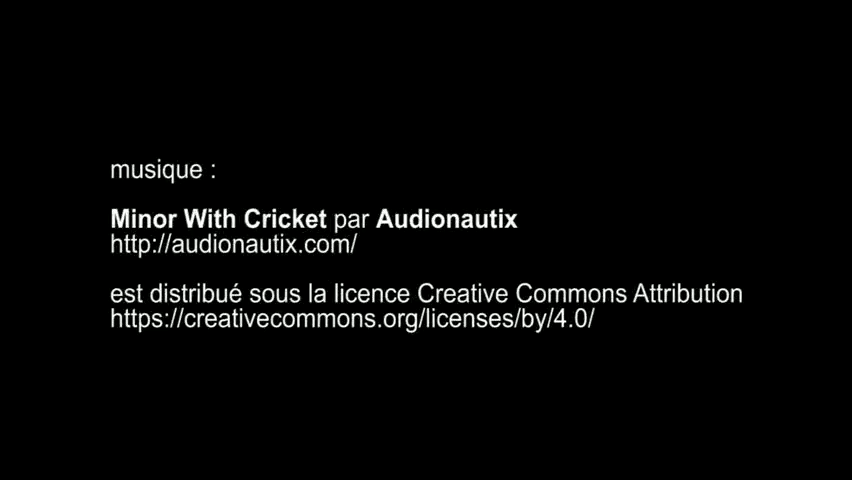 musique :
Minor With Cricket par Audionautix
http://audionautix.com/
est distribué sous la licence Creative Commons Attribution
https://creativecommons.org/licenses/by/4.0/